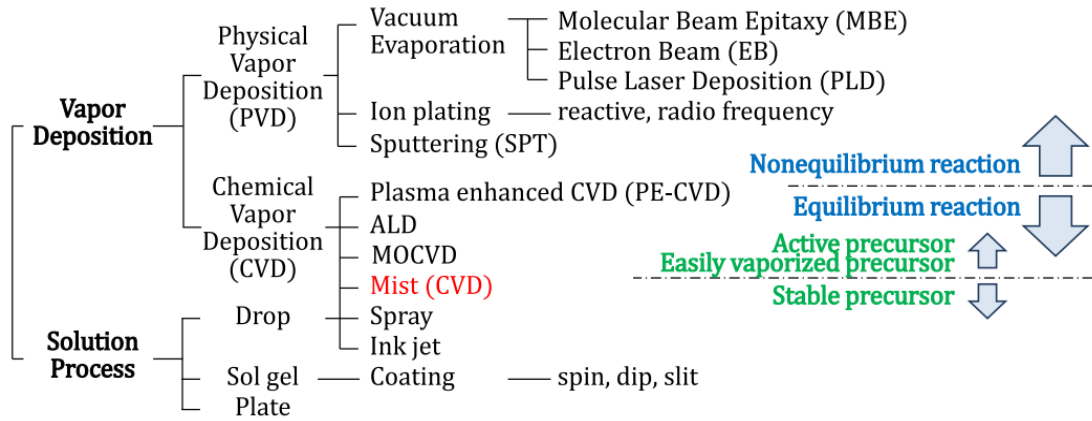 Vapor
Deposition
Physical
Vapor
Deposition
(PVD)
Vacuum
Evaporation
Molecular Beam Epitaxy (MBE)
Electron Beam (EB)
Pulse Laser Deposition (PLD)
Ion plating
reactive, radio frequency
Sputtering (SPT)
Chemical
Vapor
Deposition
(CVD)
Plasma enhanced CVD (PE-CVD)
ALD
MOCVD
Mist (CVD)
Solution
Process
Drop
Spray
Ink jet
Sol gel
Coating
spin, dip, slit
Plate
Nonequilibrium reaction
Equilibrium reaction
Active precursor
Easily vaporized precursor
Stable precursor